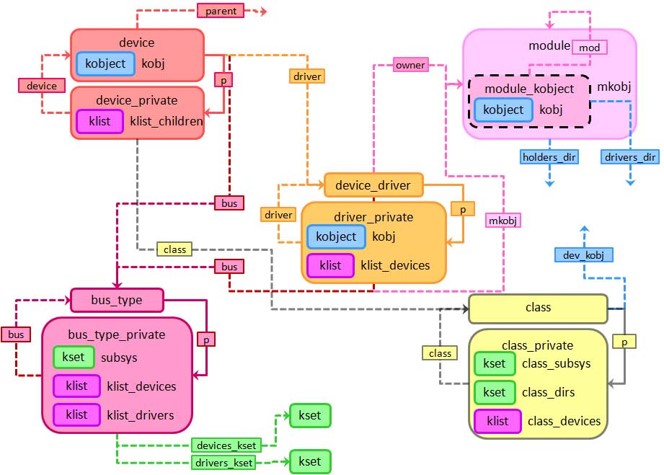 parent
device
kobject kobj
p
device
device_private
klist klist_children
driver
owner
module
mod
module_kobject
mkobj
kobject kobj
holders_dir
drivers_dir
device_driver
bus
driver
driver_private
p
kobject kobj
klist klist_devices
mkobj
class
dev_kobj
bus
bus_type
bus
p
bus_type_private
kset subsys
klist klist_devices
klist klist_drivers
class
class
p
class_private
kset class_subsys
kset class_dirs
klist class_devices
kset
devices_kset
drivers_kset
kset